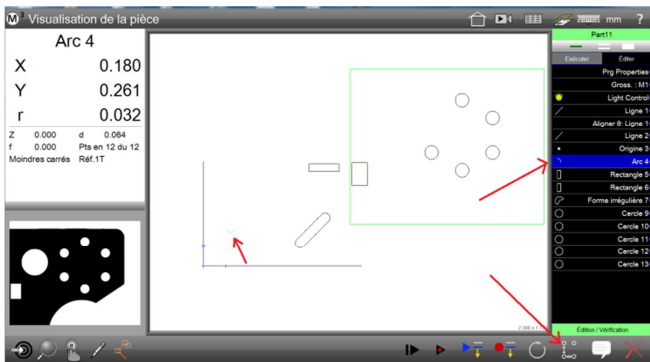 M3 Visualisation de la pièce
mm ?
Arc 4
X 0.180
Y 0.261
r 0.032
Z 0.000 d 0.064
f 0.000 Pts en 12 du 12
Moindres carrés Réf.1T
Part11
Exécuter Éditer
Prg Properties
Gross. : M1
Light Control
Ligne 1
Aligner θ: Ligne 1
Ligne 2
Origine 3
Arc 4
Rectangle 5
Rectangle 6
Forme irrégulière 7
Cercle 9
Cercle 10
Cercle 11
Cercle 12
Cercle 13
Édition / Vérification